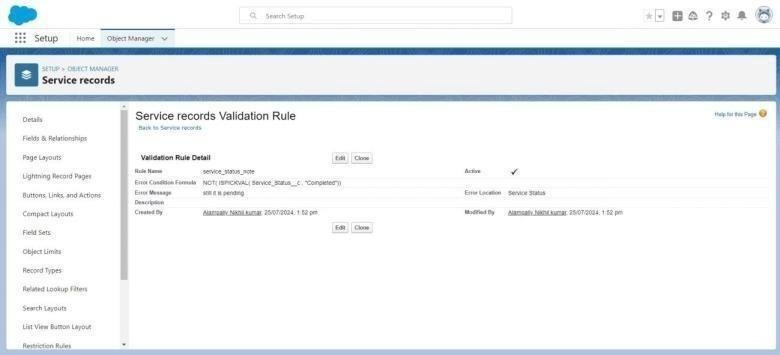 Search Setup
Setup Home Object Manager
SETUP > OBJECT MANAGER
Service records
Details
Fields & Relationships
Page Layouts
Lightning Record Pages
Buttons, Links, and Actions
Compact Layouts
Field Sets
Object Limits
Record Types
Related Lookup Filters
Search Layouts
List View Button Layout
Restriction Rules
Service records Validation Rule
Help for this Page
Back to Service records
Validation Rule Detail Edit Clone
Rule Name service_status_note Active ✓
Error Condition Formula NOT( ISPICKVAL( Service_Status__c , "Completed"))
Error Message still it is pending Error Location Service Status
Description
Created By Alampally Nikhil kumar, 25/07/2024, 1:52 pm Modified By Alampally Nikhil kumar, 25/07/2024, 1:52 pm
Edit Clone